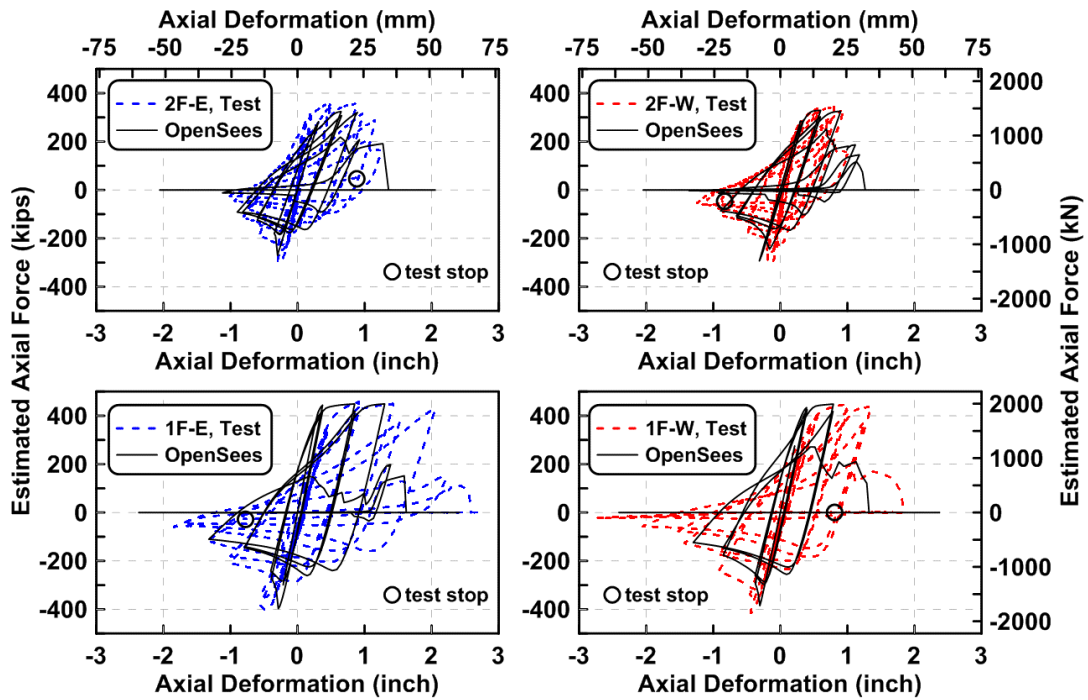 Axial Deformation (mm)
-75 -50 -25 0 25 50 75
Axial Deformation (mm)
-75 -50 -25 0 25 50 75
Estimated Axial Force (kips)
400
200
0
-200
-400
2F-E, Test
OpenSees
test stop
-3 -2 -1 0 1 2 3
Axial Deformation (inch)
2F-W, Test
OpenSees
test stop
-3 -2 -1 0 1 2 3
Axial Deformation (inch)
2000
1000
0
-1000
-2000
Estimated Axial Force (kN)
400
200
0
-200
-400
1F-E, Test
OpenSees
test stop
-3 -2 -1 0 1 2 3
Axial Deformation (inch)
1F-W, Test
OpenSees
test stop
-3 -2 -1 0 1 2 3
Axial Deformation (inch)
2000
1000
0
-1000
-2000